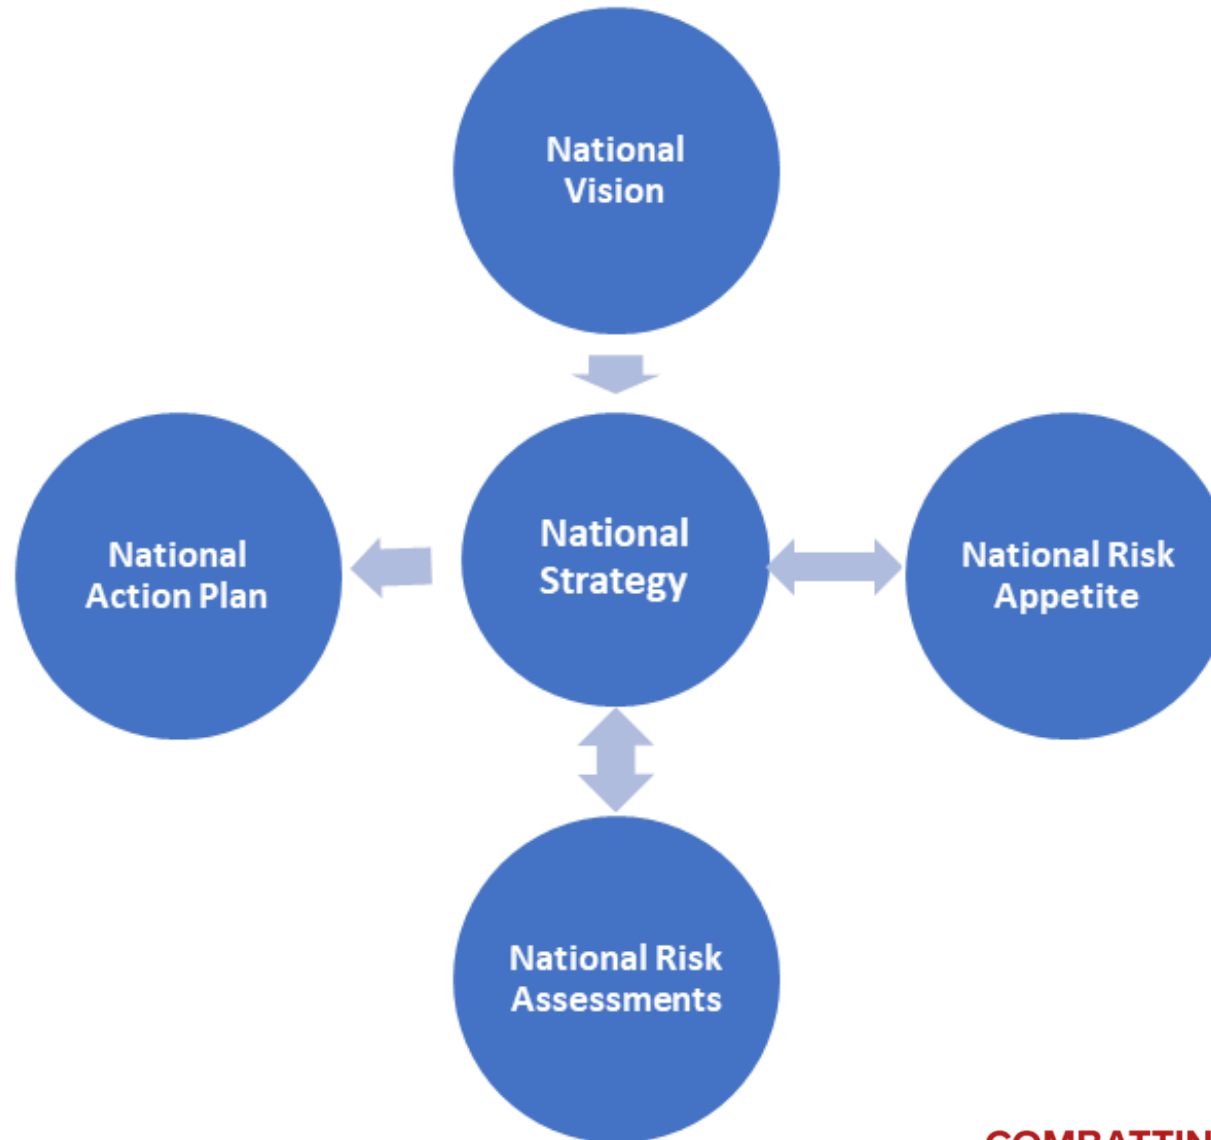 National
Vision
National
Action Plan
National
Strategy
National Risk
Appetite
National Risk
Assessments